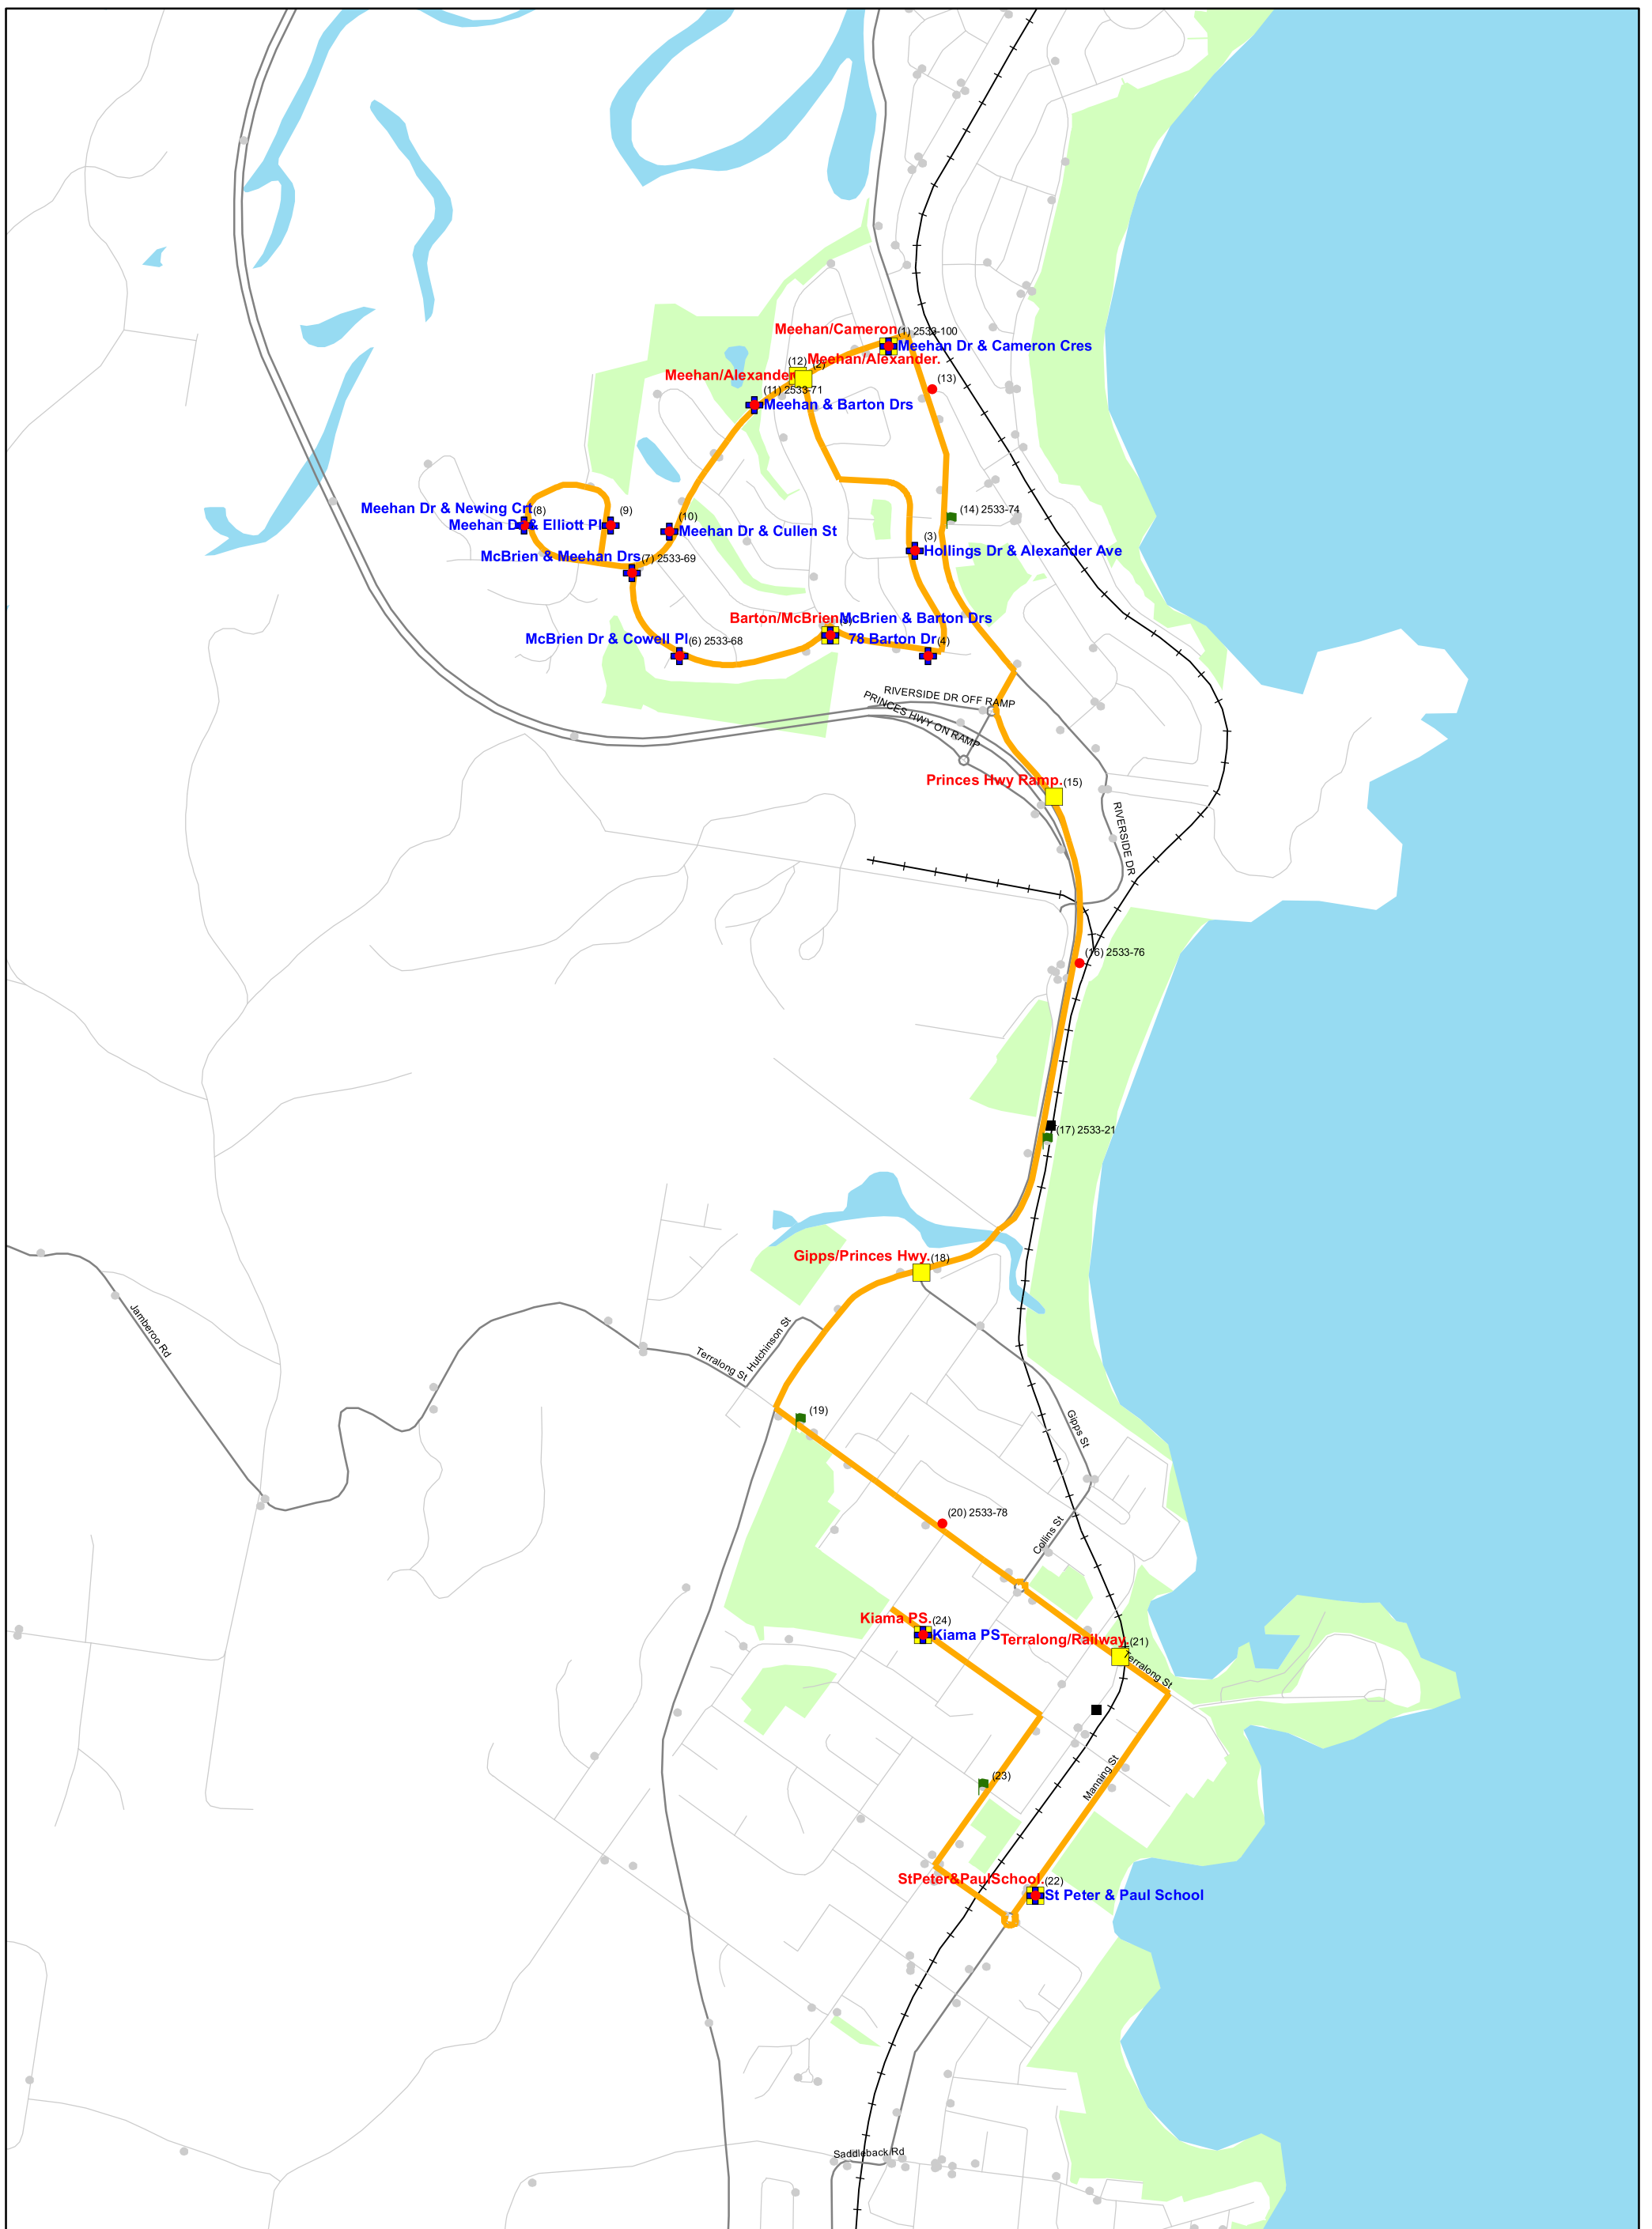 Meehan/Cameron
(1) 2533-100
Meehan Dr & Cameron Cres
Meehan/Alexander.
(12)
(2)
Meehan/Alexander
(13)
(11) 2533-71
Meehan & Barton Drs
Meehan Dr & Newing Crt
(8)
(9)
Meehan Dr & Elliott Pl
(10)
Meehan Dr & Cullen St
(14) 2533-74
(3)
Hollings Dr & Alexander Ave
McBrien & Meehan Drs
(7) 2533-69
Barton/McBrien
McBrien & Barton Drs
McBrien Dr & Cowell Pl
(6) 2533-68
78 Barton Dr
(4)
RIVERSIDE DR OFF RAMP
PRINCES HWY ON RAMP
Princes Hwy Ramp.
(15)
RIVERSIDE DR
(16) 2533-76
(17) 2533-21
Gipps/Princes Hwy.
(18)
Jamberoo Rd
Hutchinson St
Terralong St
(19)
Gipps St
(20) 2533-78
Collins St
Kiama PS.
(24)
Kiama PS
Terralong/Railway.
(21)
Terralong St
Manning St
(23)
StPeter&PaulSchool.
(22)
St Peter & Paul School
Saddleback Rd